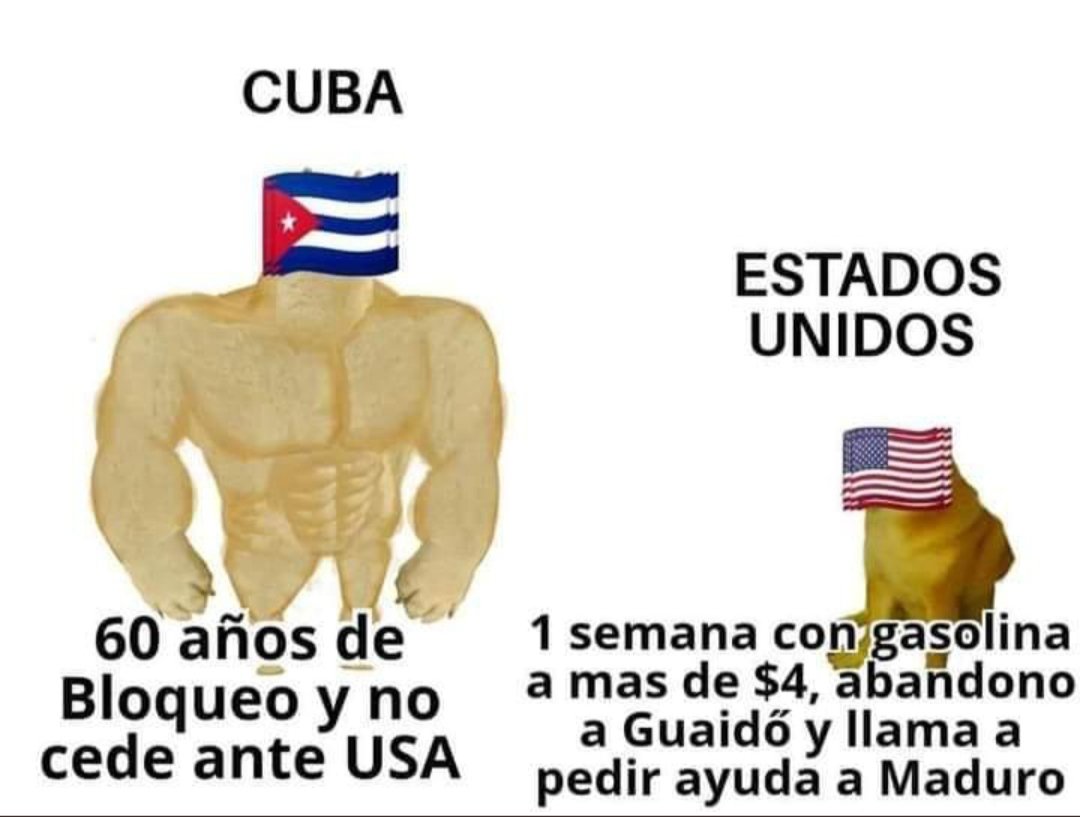 CUBA
60 años de
Bloqueo y no
cede ante USA
ESTADOS
UNIDOS
1 semana con gasolina
a mas de $4, abandono
a Guaidő y llama a
pedir ayuda a Maduro